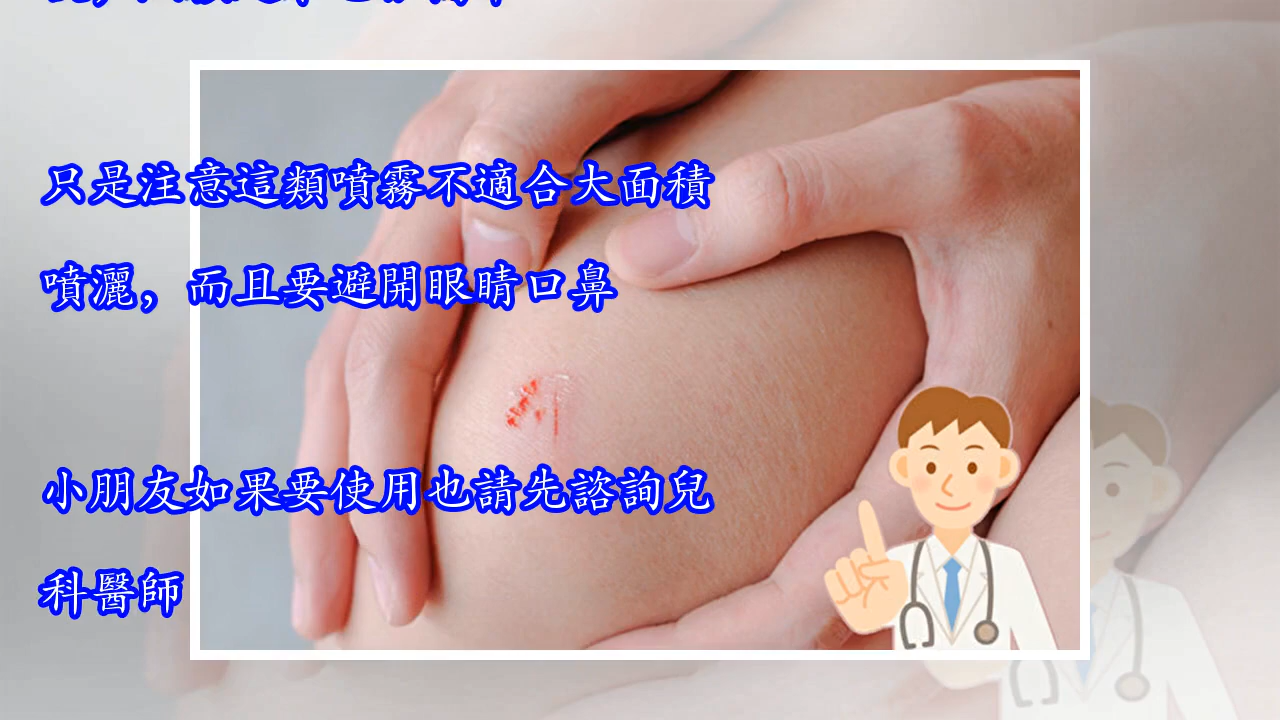 只是注意這類噴霧不適合大面積
噴灑，而且要避開眼睛口鼻
小朋友如果要使用也請先諮詢兒
科醫師